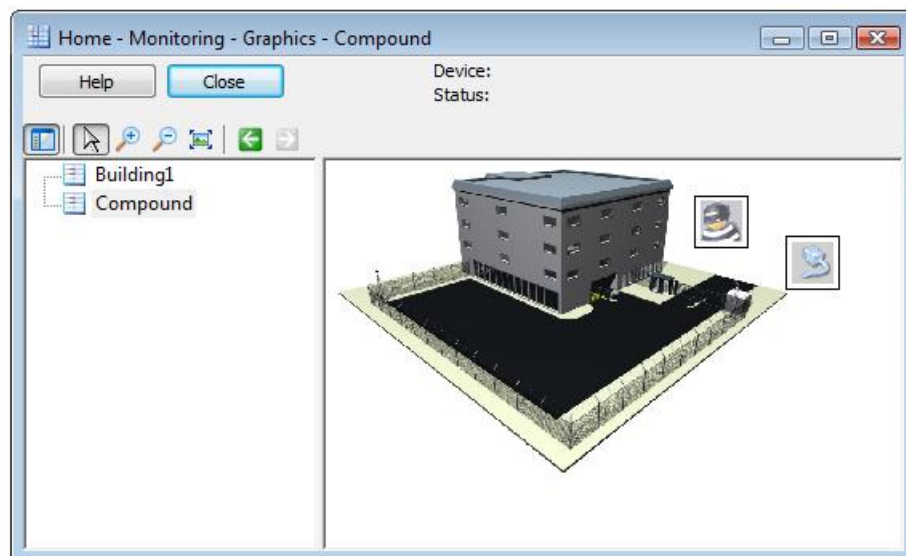 Home - Monitoring - Graphics - Compound
Help
Close
Device:
Status:
Building1
Compound